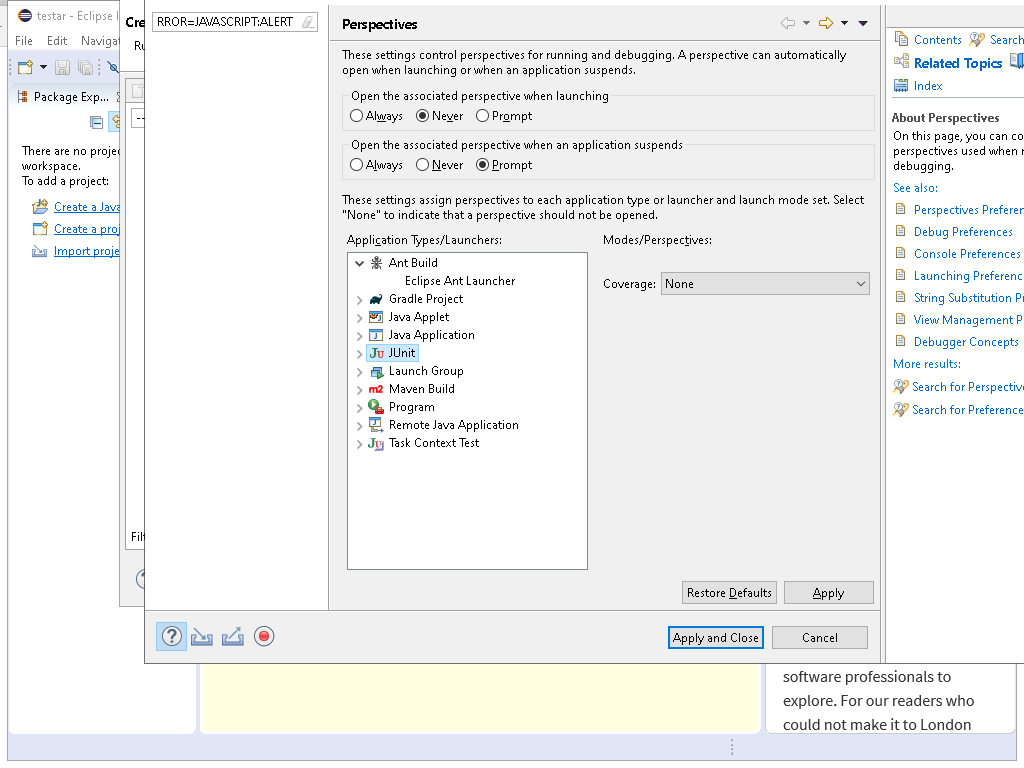 testar - Eclipse I
File Edit Navigat
Package Exp...
There are no projec
workspace.
To add a project:
Create a Java
Create a proj
Import proje
Cre
Ru
--
Filt
RROR=JAVASCRIPT:ALERT
Perspectives
These settings control perspectives for running and debugging. A perspective can automatically
open when launching or when an application suspends.
Open the associated perspective when launching
Always Never Prompt
Open the associated perspective when an application suspends
Always Never Prompt
These settings assign perspectives to each application type or launcher and launch mode set. Select
"None" to indicate that a perspective should not be opened.
Application Types/Launchers:
Modes/Perspectives:
Ant Build
Eclipse Ant Launcher
Gradle Project
Java Applet
Java Application
JUnit
Launch Group
Maven Build
Program
Remote Java Application
Task Context Test
Coverage: None
Restore Defaults Apply
Apply and Close Cancel
Contents Search
Related Topics
Index
About Perspectives
On this page, you can co
perspectives used when r
debugging.
See also:
Perspectives Preferen
Debug Preferences
Console Preferences
Launching Preferenc
String Substitution Pr
View Management P
Debugger Concepts
More results:
Search for Perspective
Search for Preference
software professionals to
explore. For our readers who
could not make it to London